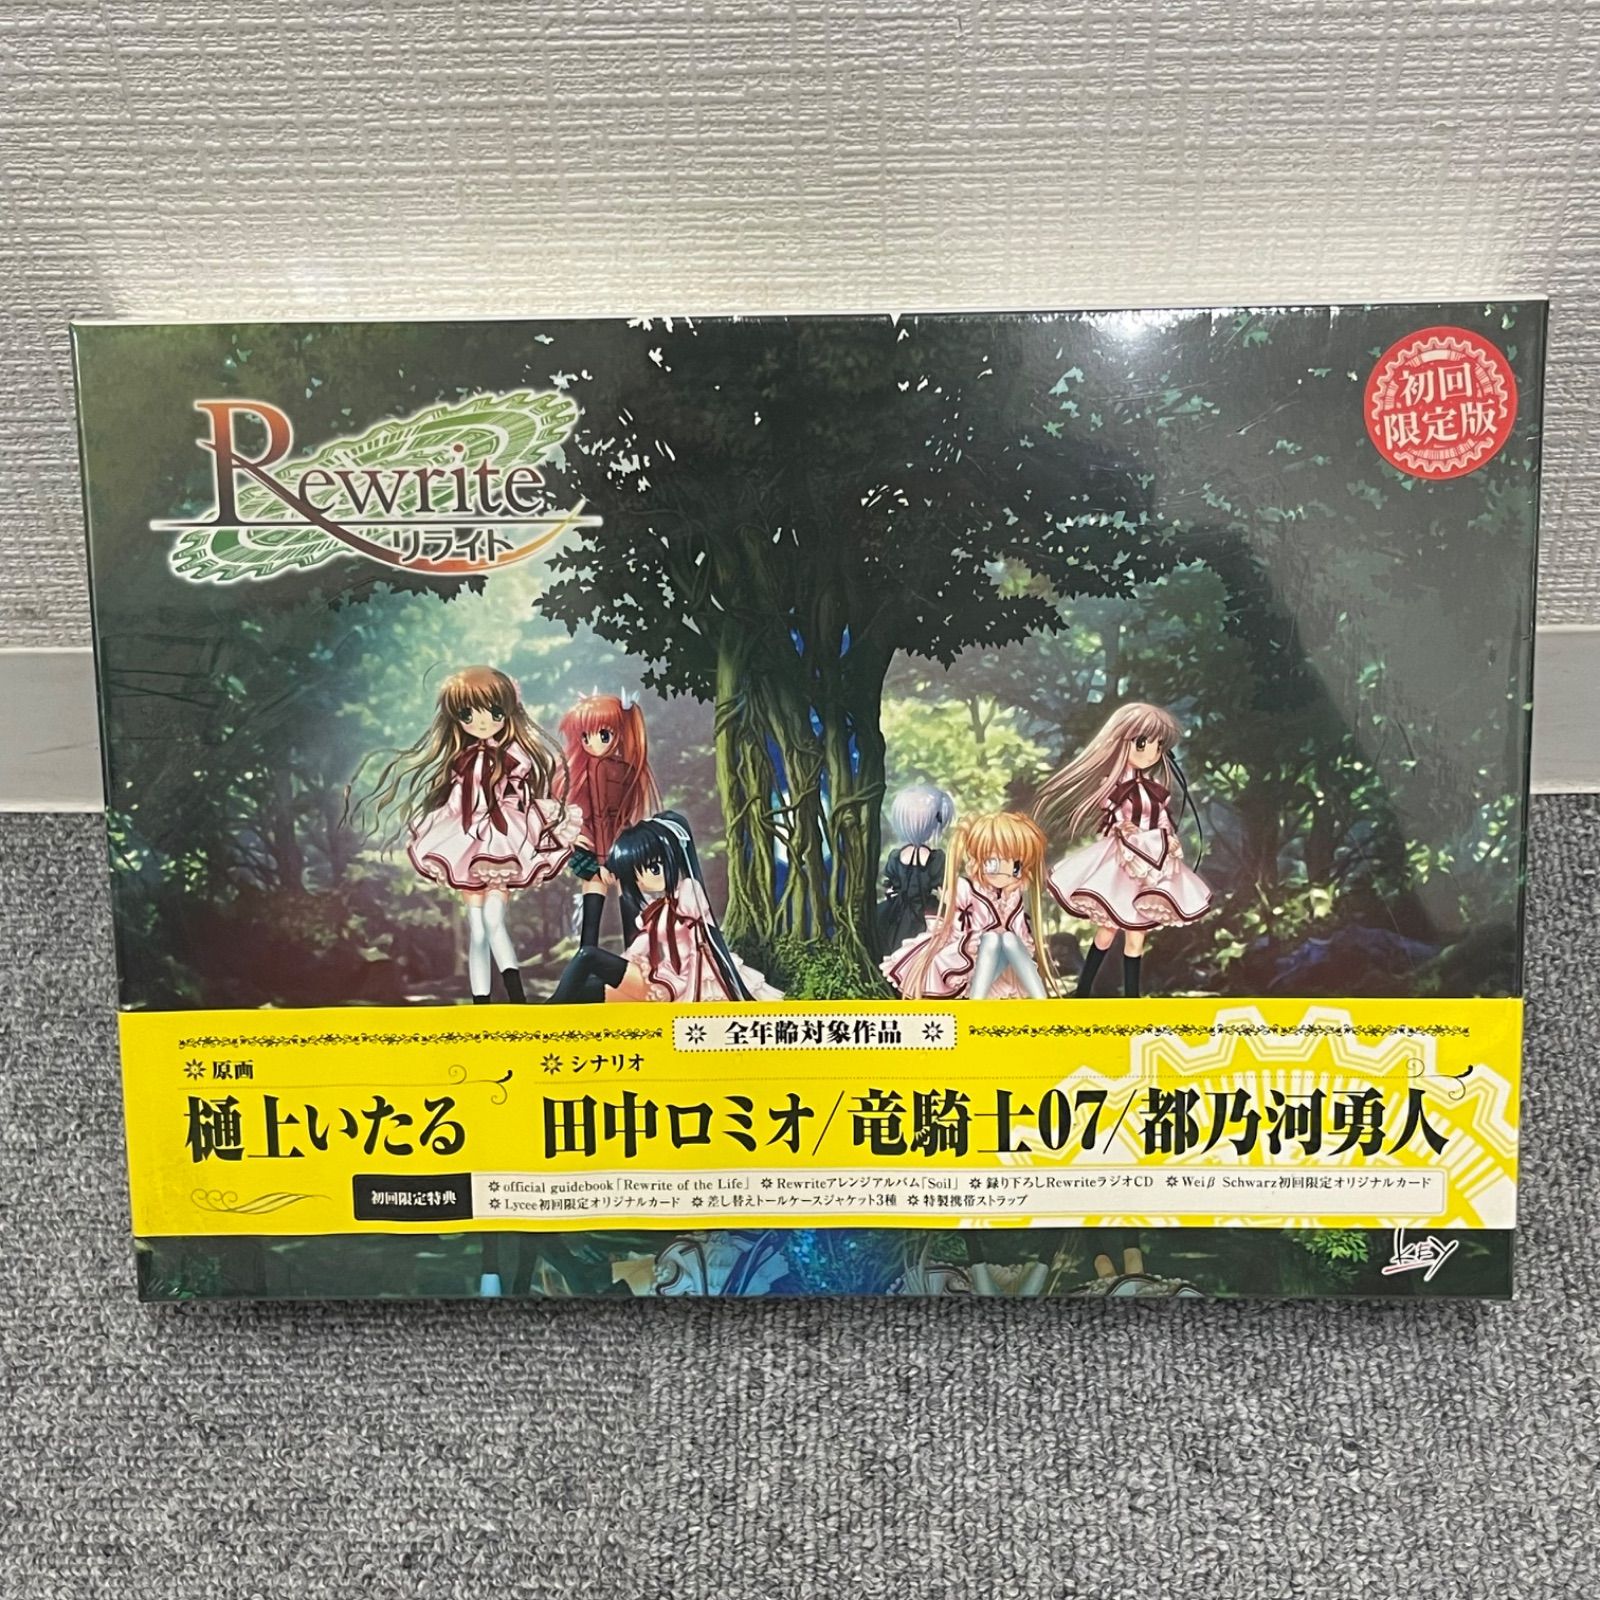 初回
限定版
Rewrite
リライト
全年齢対象作品
原画
シナリオ
樋上いたる
田中ロミオ/竜騎士07/都乃河勇人
初回限定特典
official guidebook「Rewrite of the Life」 Rewriteアレンジアルバム「Soil」 録り下ろしRewriteラジオCD Weiβ Schwarz初回限定オリジナルカード
Lycee初回限定オリジナルカード 差し替えトールケースジャケット3種 特製携帯ストラップ
KEY